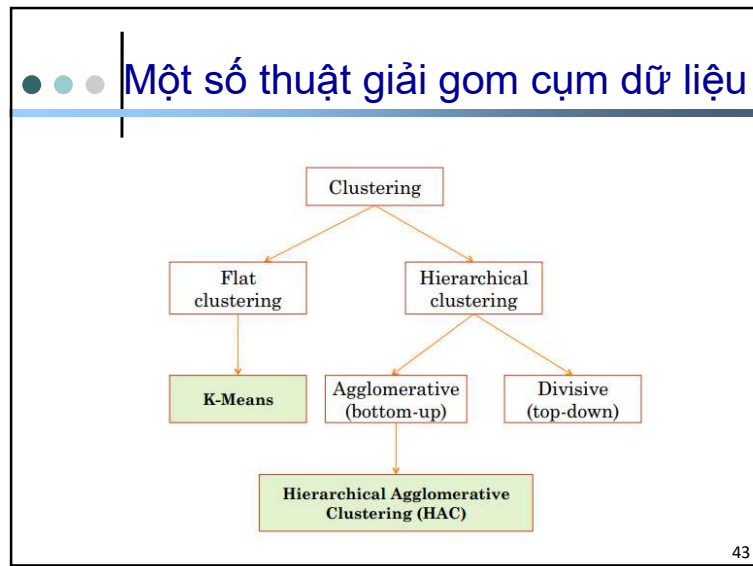 Một số thuật giải gom cụm dữ liệu
Clustering
Flat
clustering
Hierarchical
clustering
K-Means
Agglomerative
(bottom-up)
Divisive
(top-down)
Hierarchical Agglomerative
Clustering (HAC)
43